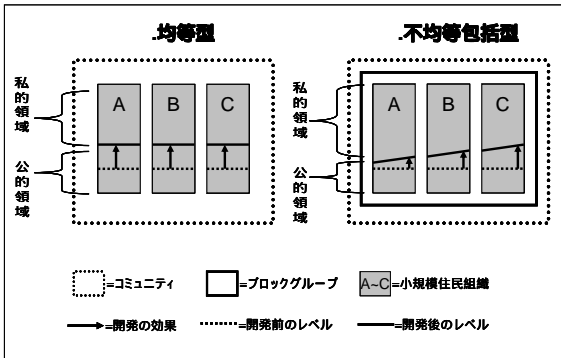 .均等型
.不均等包括型
私的領域
公的領域
A B C
私的領域
公的領域
A B C
=コミュニティ
=ブロックグループ
A~C =小規模住民組織
=開発の効果
=開発前のレベル
=開発後のレベル